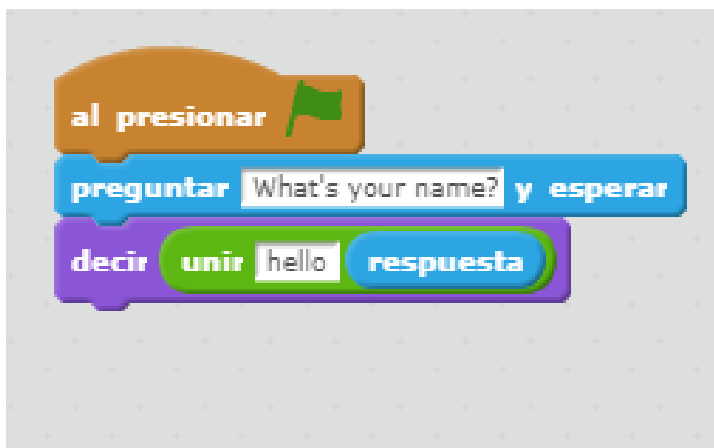 al presionar
preguntar What's your name? y esperar
decir unir hello respuesta